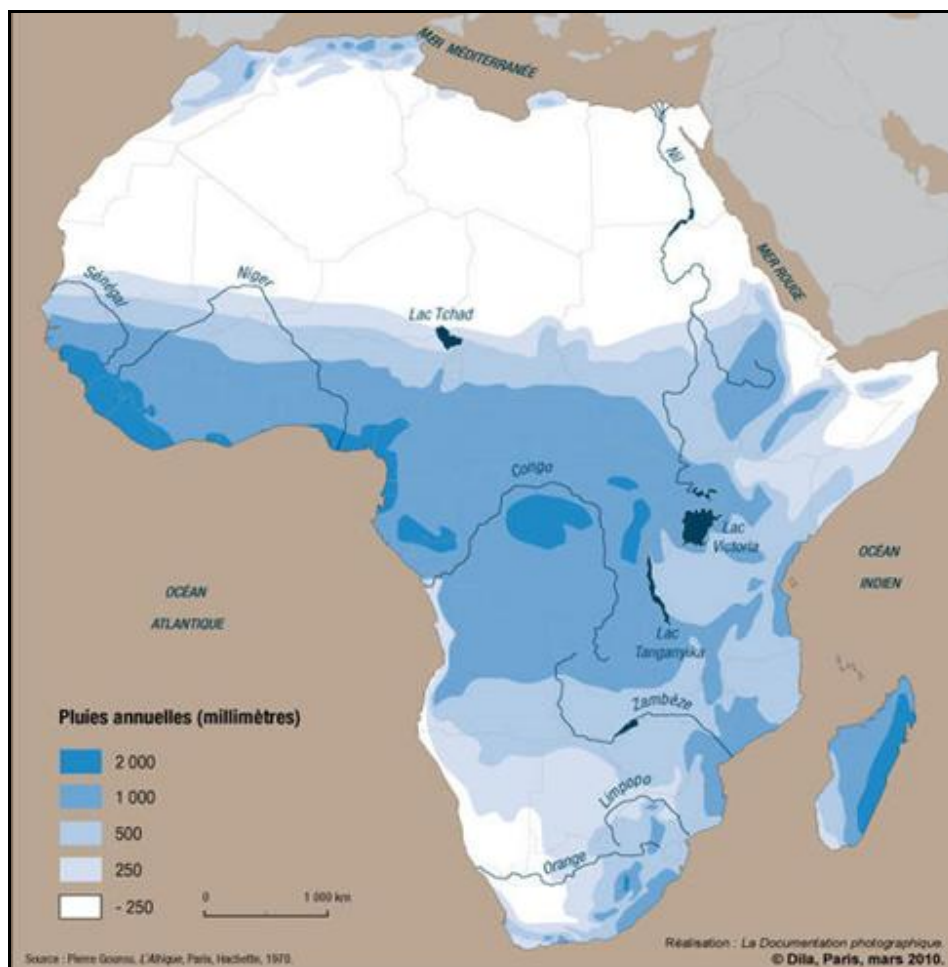 MER MÉDITERRANÉE
Nil
MER ROUGE
Sénégal
Niger
Lac Tchad
Congo
Lac
Victoria
OCÉAN
INDIEN
OCÉAN
ATLANTIQUE
Lac
Tanganyika
Zambèze
Limpopo
Orange
Pluies annuelles (millimètres)
2 000
1 000
500
250
- 250
0 1 000 km
Source : Pierre Gourou, L'Afrique, Paris, Hachette, 1970.
Réalisation : La Documentation photographique.
© Dila, Paris, mars 2010.